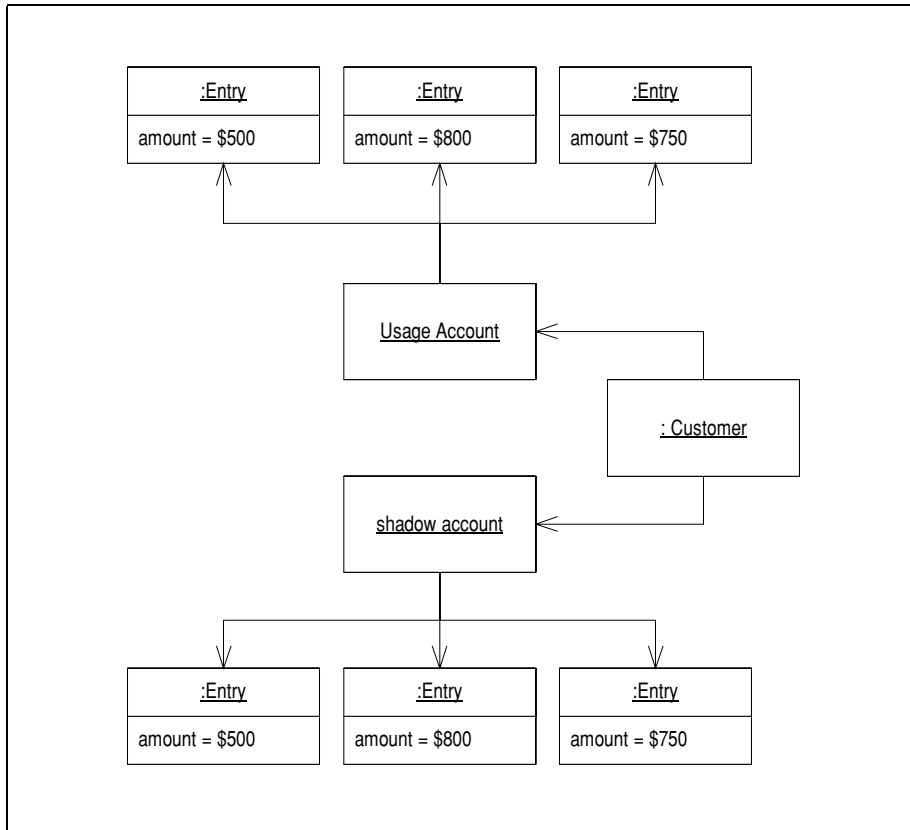 :Entry
amount = $500
:Entry
amount = $800
:Entry
amount = $750
Usage Account
: Customer
shadow account
:Entry
amount = $500
:Entry
amount = $800
:Entry
amount = $750